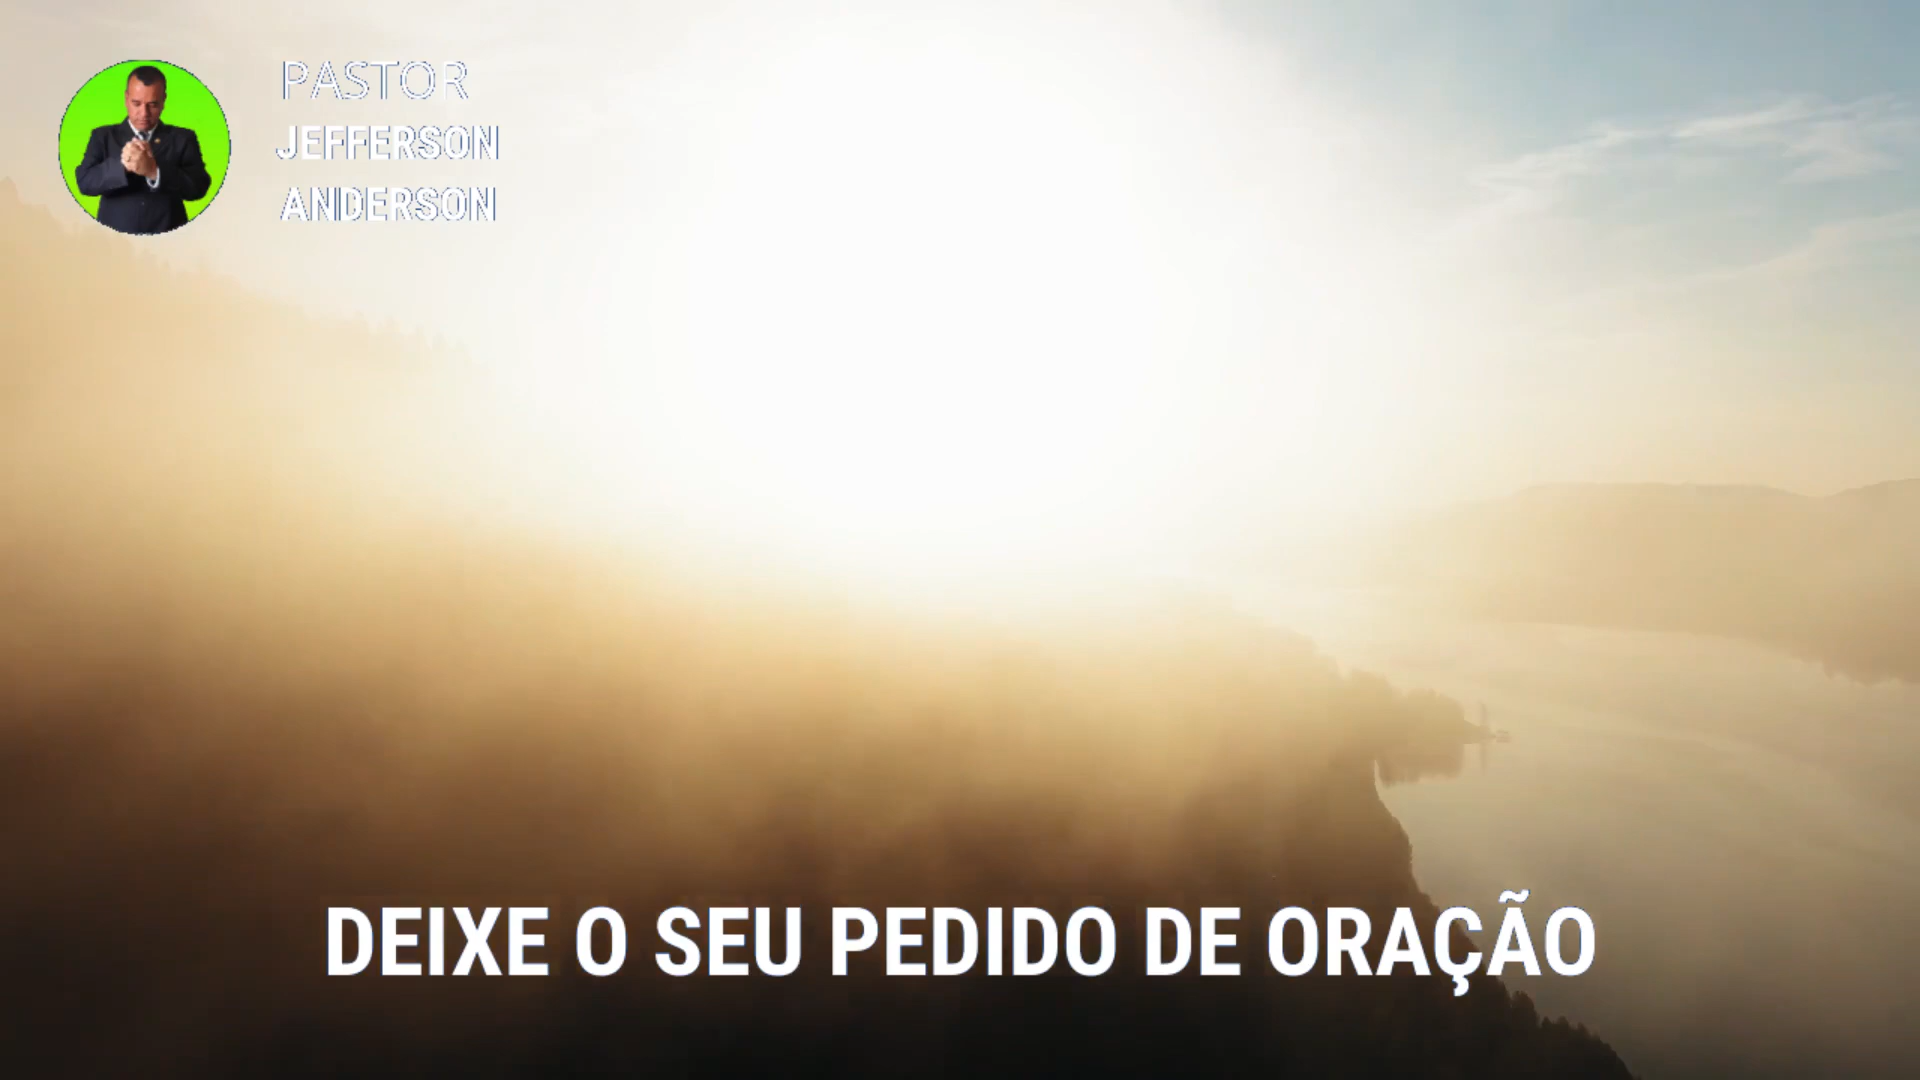 PASTOR
JEFFERSON
ANDERSON
DEIXE O SEU PEDIDO DE ORAÇÃO